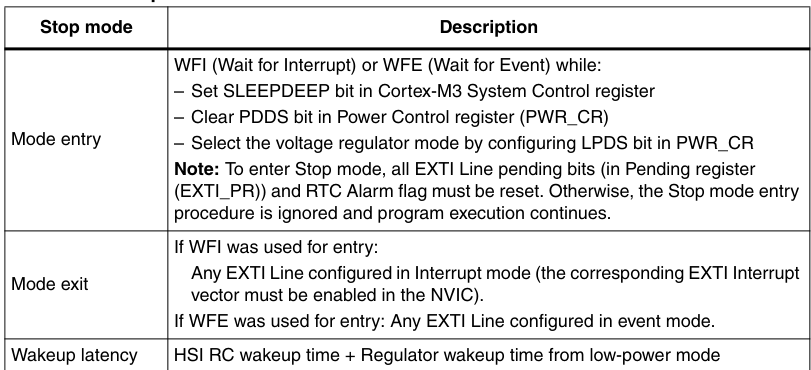 Stop mode
Description
Mode entry
WFI (Wait for Interrupt) or WFE (Wait for Event) while:
– Set SLEEPDEEP bit in Cortex-M3 System Control register
– Clear PDDS bit in Power Control register (PWR_CR)
– Select the voltage regulator mode by configuring LPDS bit in PWR_CR
Note: To enter Stop mode, all EXTI Line pending bits (in Pending register
(EXTI_PR)) and RTC Alarm flag must be reset. Otherwise, the Stop mode entry
procedure is ignored and program execution continues.
Mode exit
If WFI was used for entry:
Any EXTI Line configured in Interrupt mode (the corresponding EXTI Interrupt
vector must be enabled in the NVIC).
If WFE was used for entry: Any EXTI Line configured in event mode.
Wakeup latency
HSI RC wakeup time + Regulator wakeup time from low-power mode